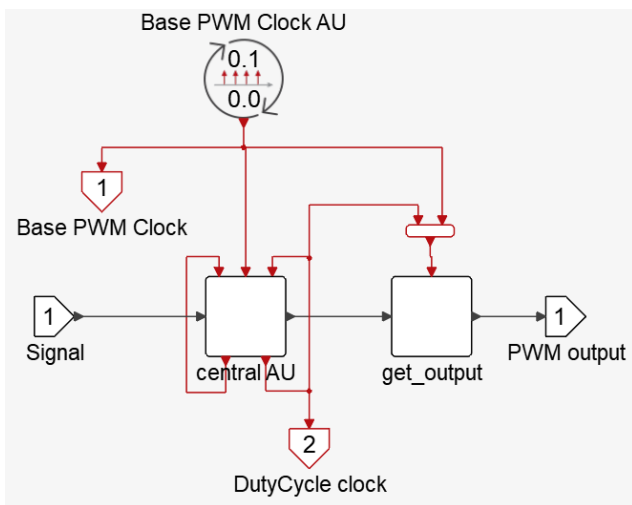 Base PWM Clock AU
0.1
0.0
1
Base PWM Clock
1
Signal
central AU
get_output
1
PWM output
2
DutyCycle clock